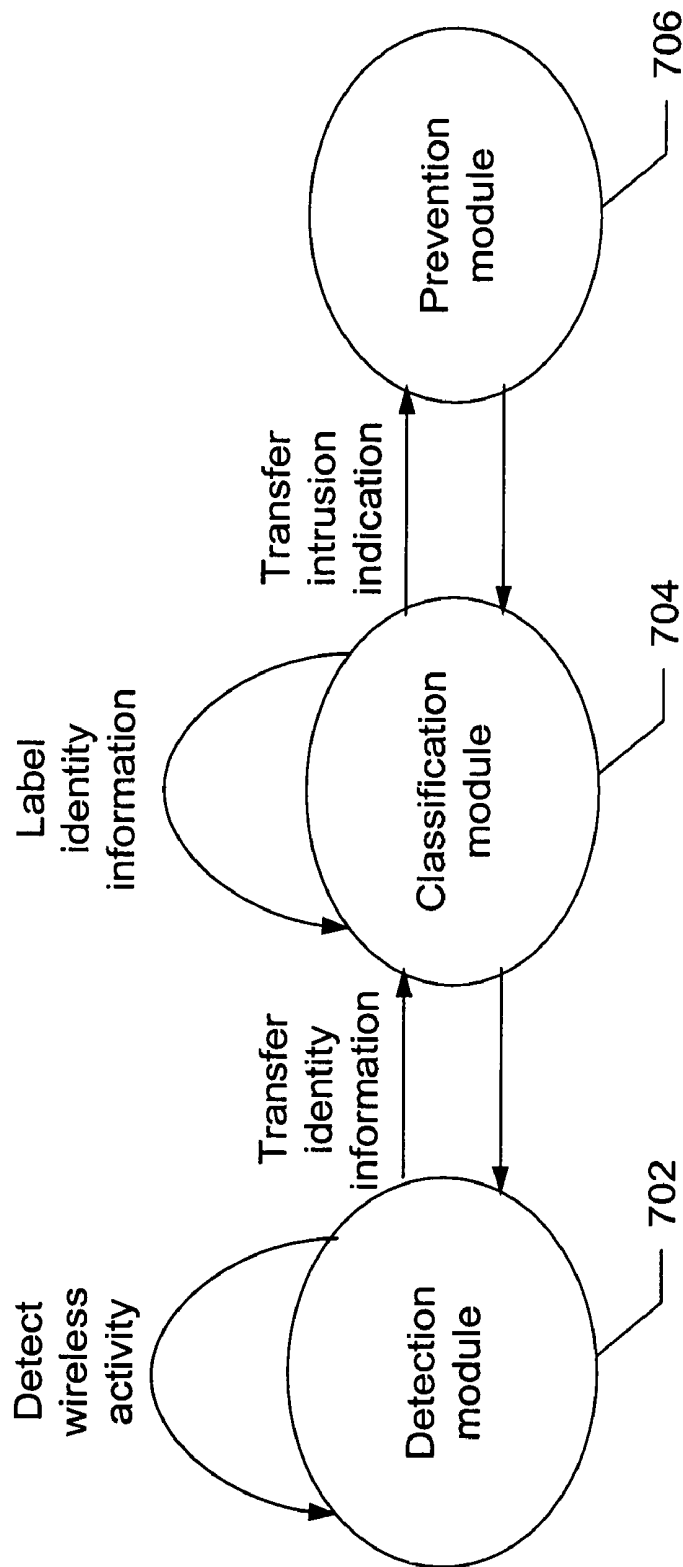 Detect
wireless
activity
Detection
module
702
Transfer
identity
information
Label
identity
information
Classification
module
704
Transfer
intrusion
indication
Prevention
module
706